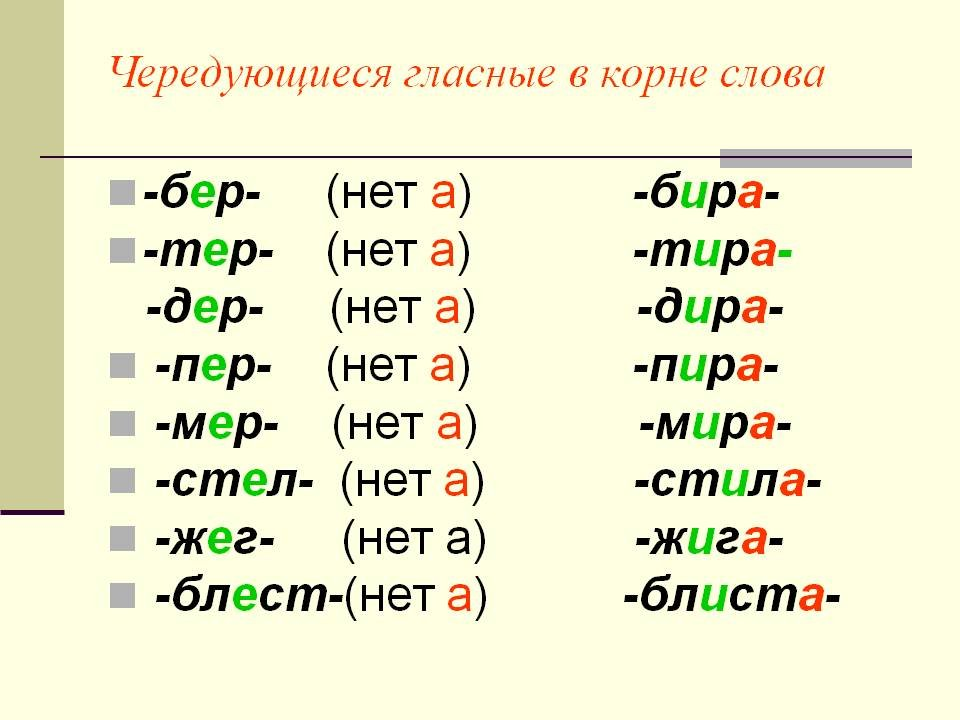 Чередующиеся гласные в корне слова
-бер- (нет а) -бира-
-тер- (нет а) -тира-
-дер- (нет а) -дира-
-пер- (нет а) -пира-
-мер- (нет а) -мира-
-стел- (нет а) -стила-
-жег- (нет а) -жига-
-блест-(нет а) -блиста-